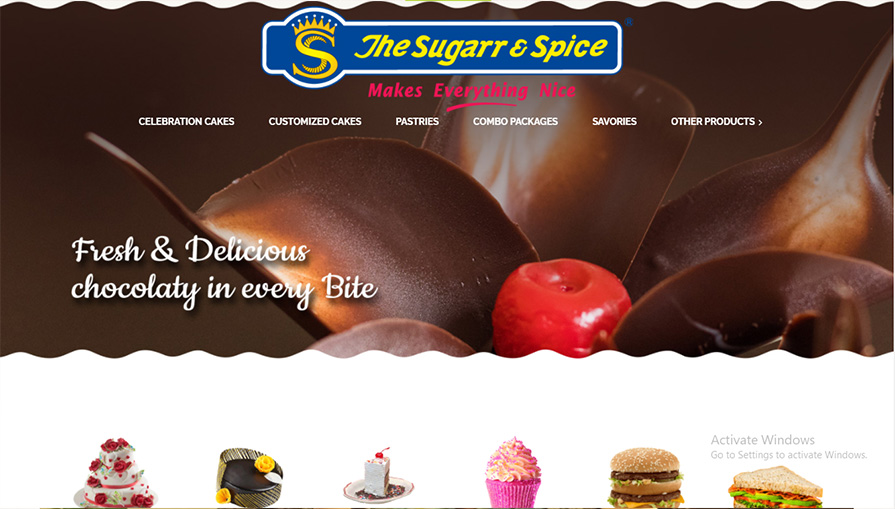 S The Sugarr & Spice ®
Makes Everything Nice
CELEBRATION CAKES CUSTOMIZED CAKES PASTRIES COMBO PACKAGES SAVORIES OTHER PRODUCTS >
Fresh & Delicious
chocolaty in every Bite
Activate Windows
Go to Settings to activate Windows.